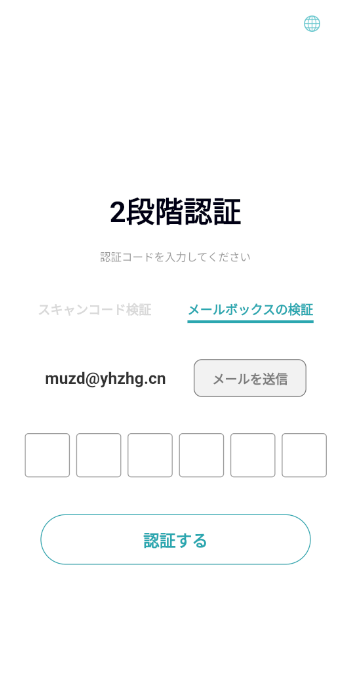 2段階認証
認証コードを入力してください
スキャンコード検証 メールボックスの検証
muzd@yhzhg.cn メールを送信
認証する